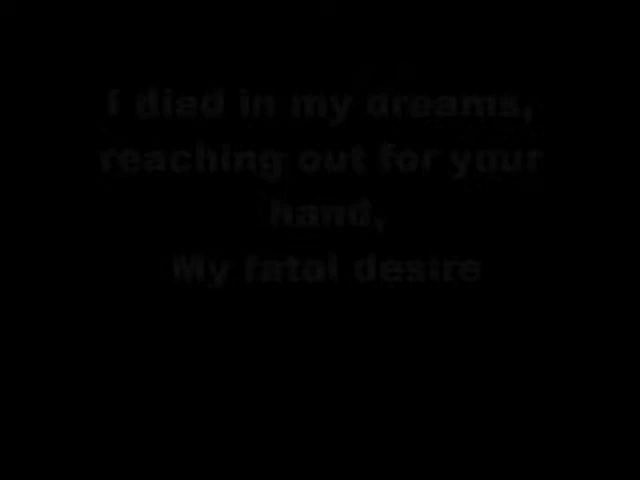 I died in my dreams,
reaching out for your
hand,
My fatal desire